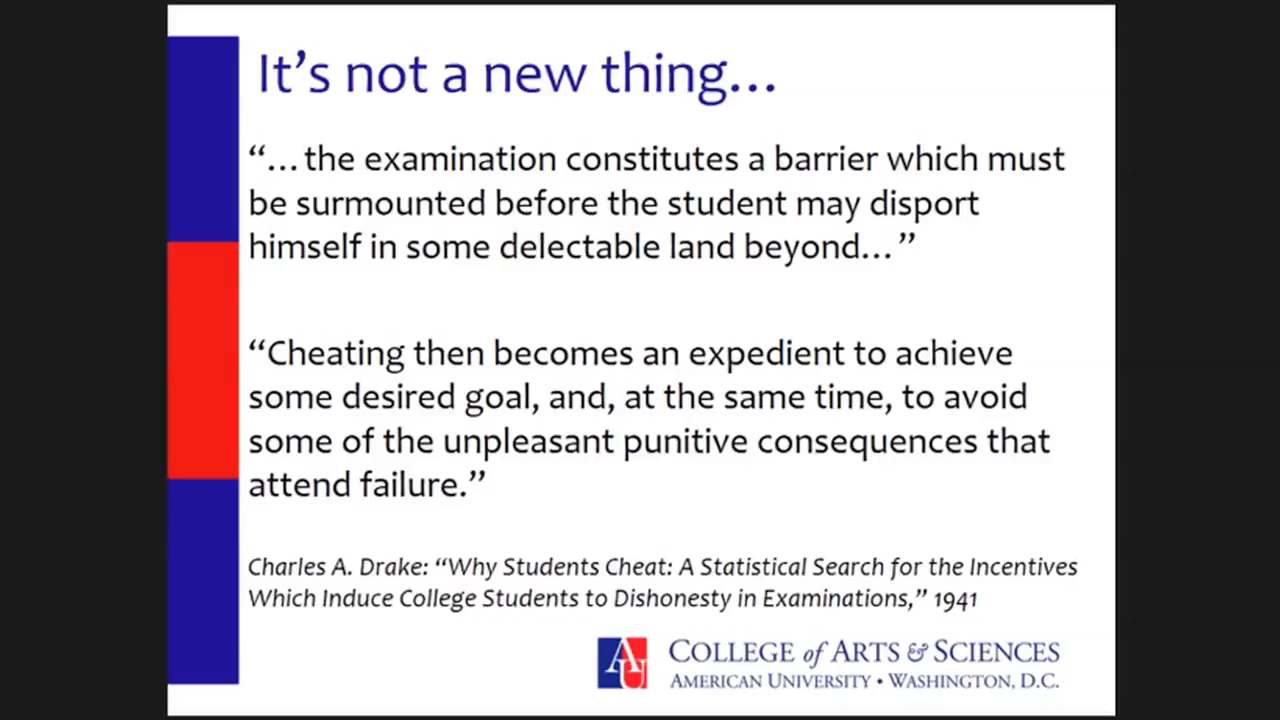 It’s not a new thing…
“… the examination constitutes a barrier which must
be surmounted before the student may disport
himself in some delectable land beyond… ”
“Cheating then becomes an expedient to achieve
some desired goal, and, at the same time, to avoid
some of the unpleasant punitive consequences that
attend failure.”
Charles A. Drake: “Why Students Cheat: A Statistical Search for the Incentives
Which Induce College Students to Dishonesty in Examinations,” 1941
AU
COLLEGE of ARTS & SCIENCES
AMERICAN UNIVERSITY • WASHINGTON, D.C.